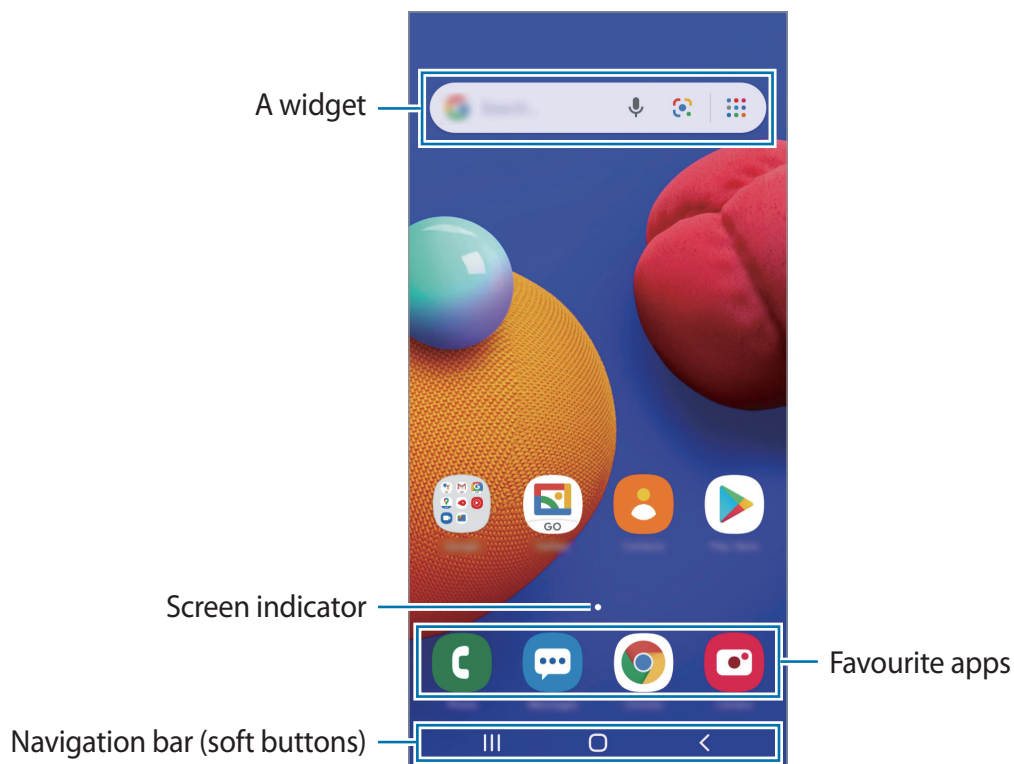 A widget
GO
Screen indicator
Favourite apps
Navigation bar (soft buttons)